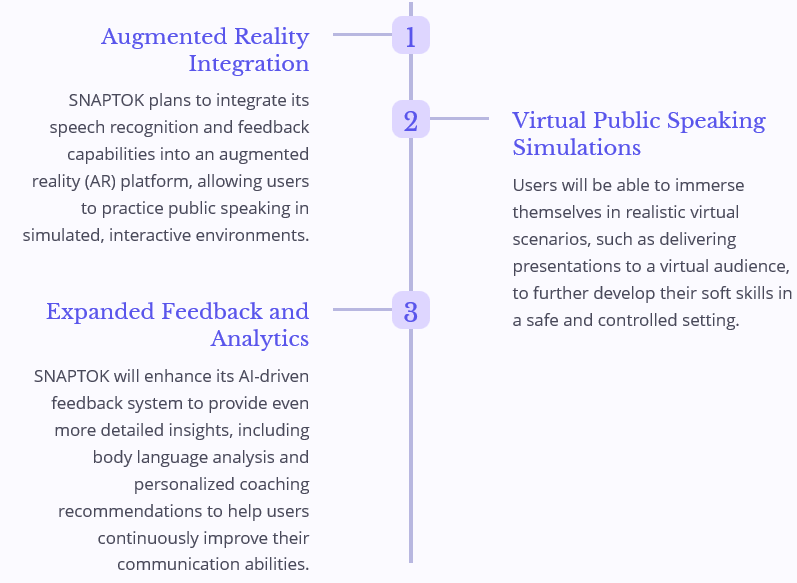 1
Augmented Reality
Integration
SNAPTOK plans to integrate its
speech recognition and feedback
capabilities into an augmented
reality (AR) platform, allowing users
to practice public speaking in
simulated, interactive environments.
2
Virtual Public Speaking
Simulations
Users will be able to immerse
themselves in realistic virtual
scenarios, such as delivering
presentations to a virtual audience,
to further develop their soft skills in
a safe and controlled setting.
3
Expanded Feedback and
Analytics
SNAPTOK will enhance its AI-driven
feedback system to provide even
more detailed insights, including
body language analysis and
personalized coaching
recommendations to help users
continuously improve their
communication abilities.